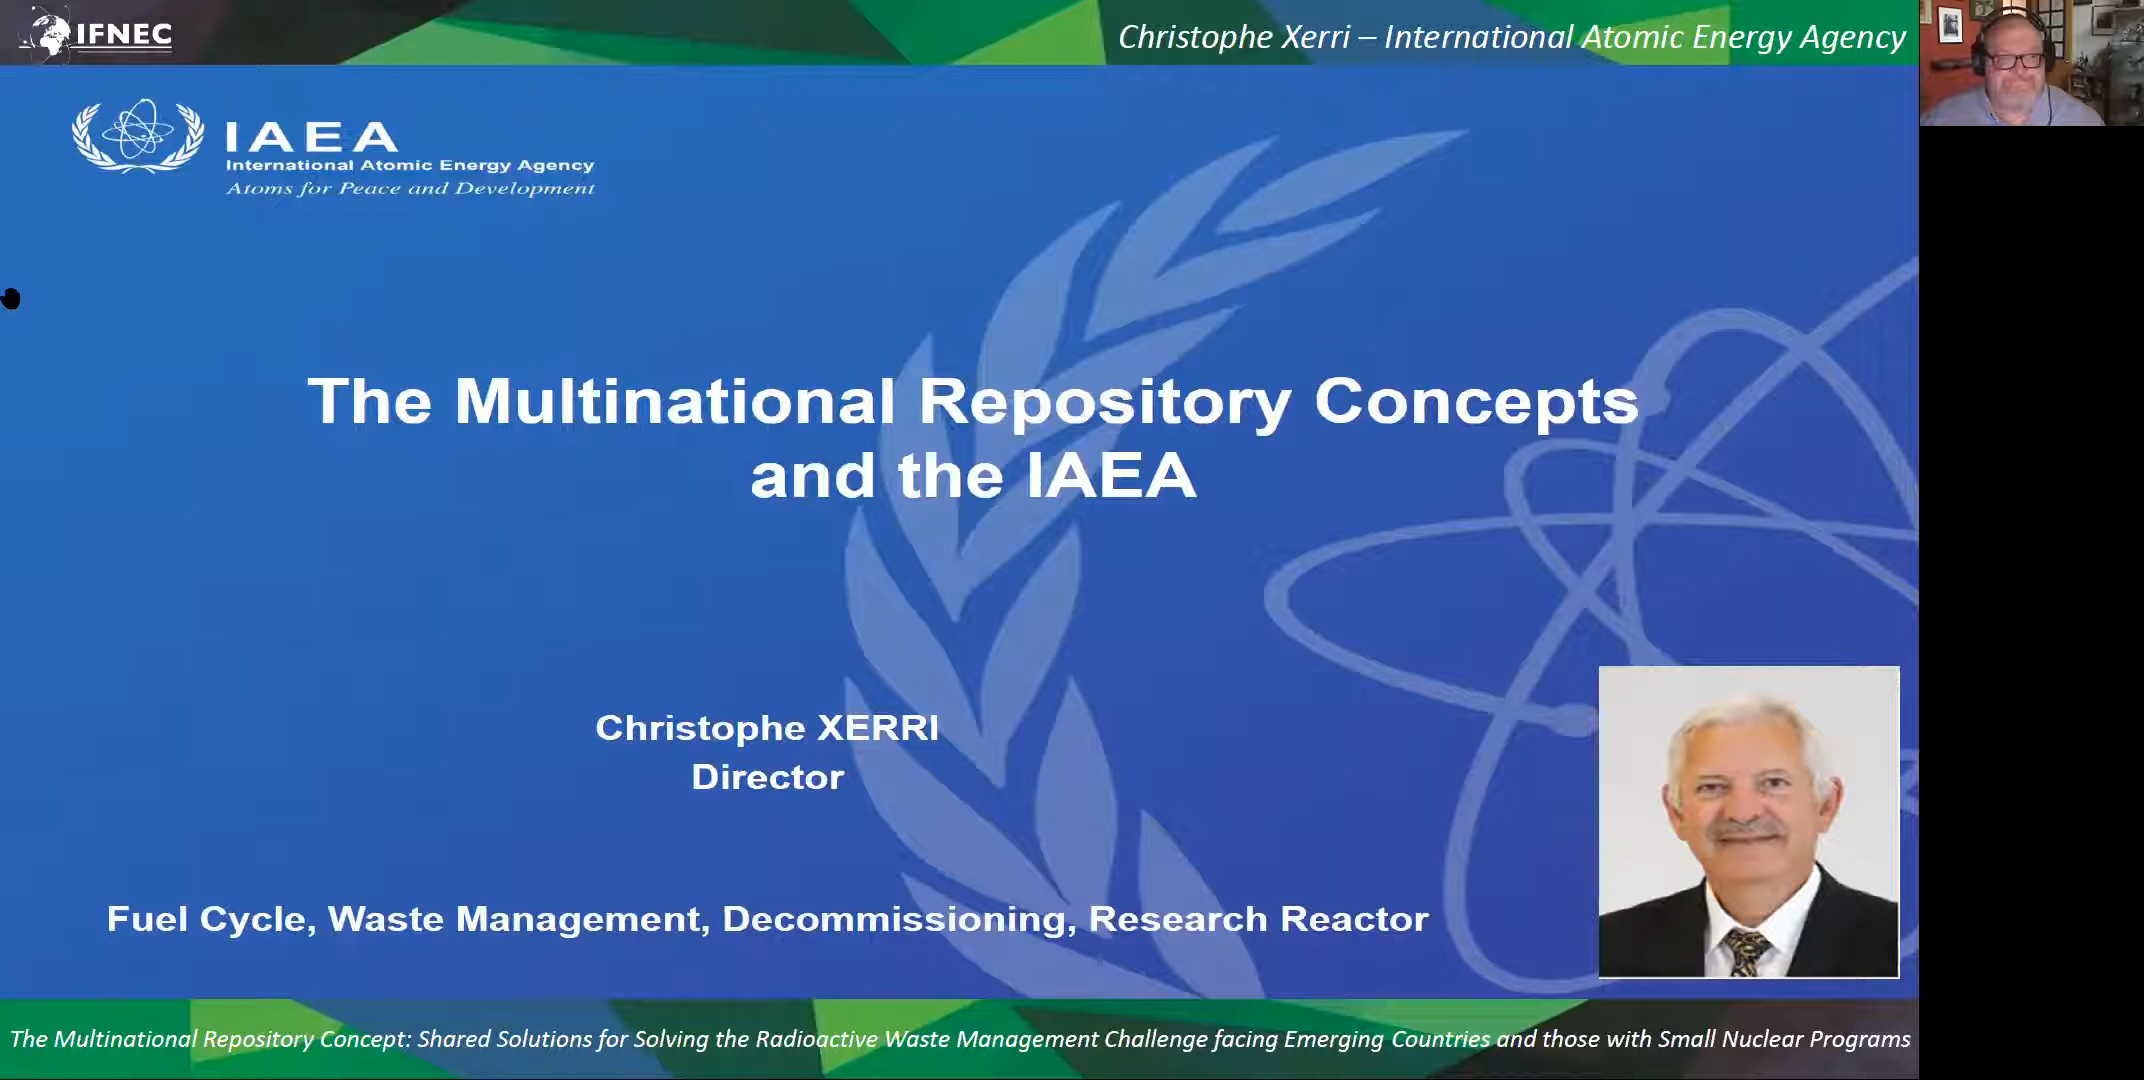 IFNEC
Christophe Xerri – International Atomic Energy Agency
IAEA
International Atomic Energy Agency
Atoms for Peace and Development
The Multinational Repository Concepts
and the IAEA
Christophe XERRI
Director
Fuel Cycle, Waste Management, Decommissioning, Research Reactor
The Multinational Repository Concept: Shared Solutions for Solving the Radioactive Waste Management Challenge facing Emerging Countries and those with Small Nuclear Programs